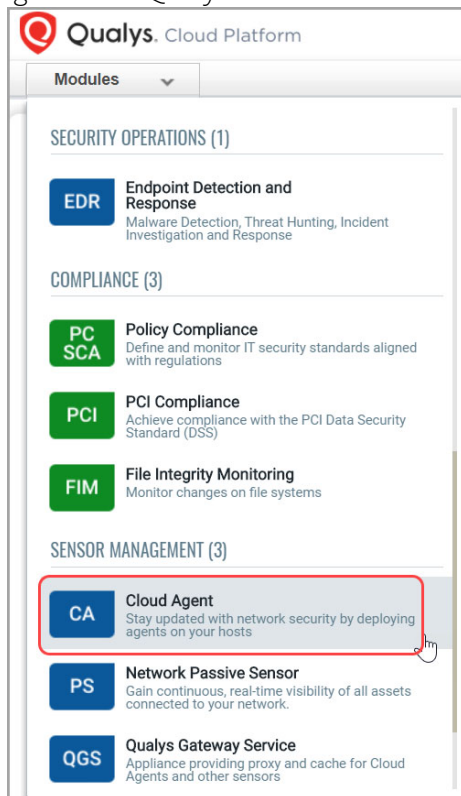 Qualys. Cloud Platform
Modules
SECURITY OPERATIONS (1)
EDR
Endpoint Detection and
Response
Malware Detection, Threat Hunting, Incident
Investigation and Response
COMPLIANCE (3)
PC
SCA
Policy Compliance
Define and monitor IT security standards aligned
with regulations
PCI
PCI Compliance
Achieve compliance with the PCI Data Security
Standard (DSS)
FIM
File Integrity Monitoring
Monitor changes on file systems
SENSOR MANAGEMENT (3)
CA
Cloud Agent
Stay updated with network security by deploying
agents on your hosts
PS
Network Passive Sensor
Gain continuous, real-time visibility of all assets
connected to your network.
QGS
Qualys Gateway Service
Appliance providing proxy and cache for Cloud
Agents and other sensors